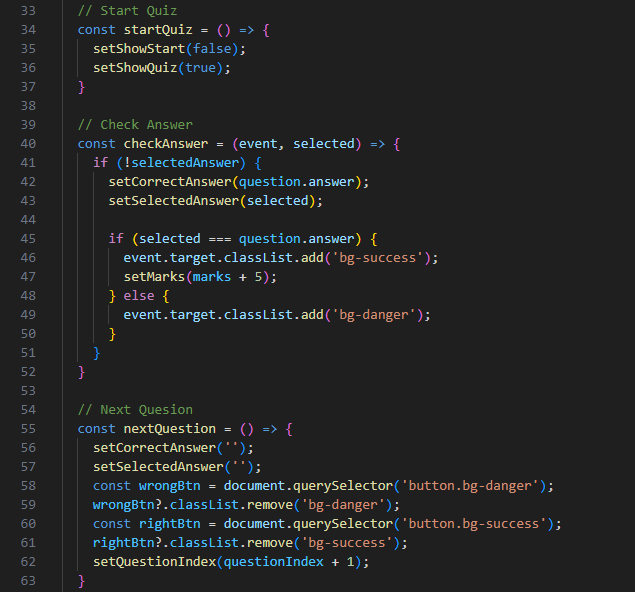 33 // Start Quiz
34 const startQuiz = () => {
35 setShowStart(false);
36 setShowQuiz(true);
37 }
38
39 // Check Answer
40 const checkAnswer = (event, selected) => {
41 if (!selectedAnswer) {
42 setCorrectAnswer(question.answer);
43 setSelectedAnswer(selected);
44
45 if (selected === question.answer) {
46 event.target.classList.add('bg-success');
47 setMarks(marks + 5);
48 } else {
49 event.target.classList.add('bg-danger');
50 }
51 }
52 }
53
54 // Next Quesion
55 const nextQuestion = () => {
56 setCorrectAnswer('');
57 setSelectedAnswer('');
58 const wrongBtn = document.querySelector('button.bg-danger');
59 wrongBtn?.classList.remove('bg-danger');
60 const rightBtn = document.querySelector('button.bg-success');
61 rightBtn?.classList.remove('bg-success');
62 setQuestionIndex(questionIndex + 1);
63 }